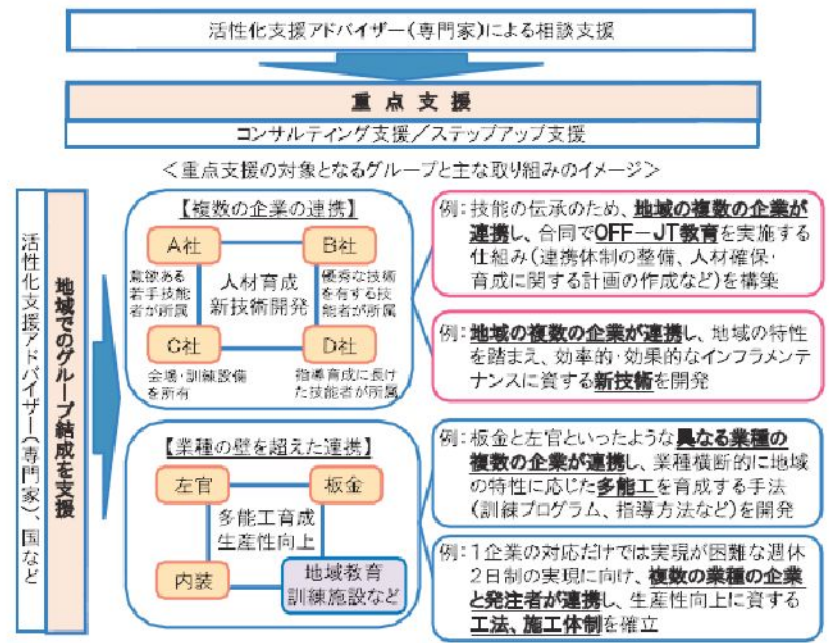 活性化支援アドバイザー(専門家)による相談支援
重点支援
コンサルティング支援/ステップアップ支援
<重点支援の対象となるグループと主な取り組みのイメージ>
活性化支援アドバイザー(専門家)、国など
地域でのグループ結成を支援
【複数の企業の連携】
A社
B社
意欲ある
若手技能
者が所属
人材育成
新技術開発
優秀な技術
を有する技
能者が所属
C社
D社
会場・訓練設備
を所有
指導育成に長け
た技能者が所属
例:技能の伝承のため、地域の複数の企業が
連携し、合同でOFF-JT教育を実施する
仕組み(連携体制の整備、人材確保・
育成に関する計画の作成など)を構築
例:地域の複数の企業が連携し、地域の特性
を踏まえ、効率的・効果的なインフラメンテ
ナンスに資する新技術を開発
【業種の壁を超えた連携】
左官
板金
多能工育成
生産性向上
内装
地域教育
訓練施設など
例:板金と左官といったような異なる業種の
複数の企業が連携し、業種横断的に地域
の特性に応じた多能工を育成する手法
(訓練プログラム、指導方法など)を開発
例:1企業の対応だけでは実現が困難な週休
2日制の実現に向け、複数の業種の企業
と発注者が連携し、生産性向上に資する
工法、施工体制を確立